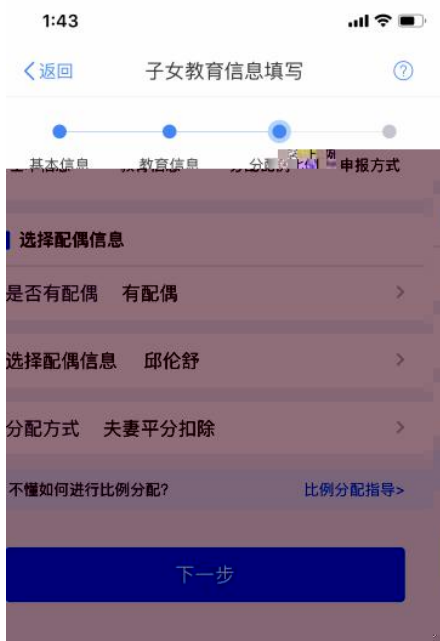 1:43
返回 子女教育信息填写
基本信息 教育信息 申报方式
选择配偶信息
是否有配偶 有配偶
选择配偶信息 邱伦舒
分配方式 夫妻平分扣除
不懂如何进行比例分配? 比例分配指导>
下一步